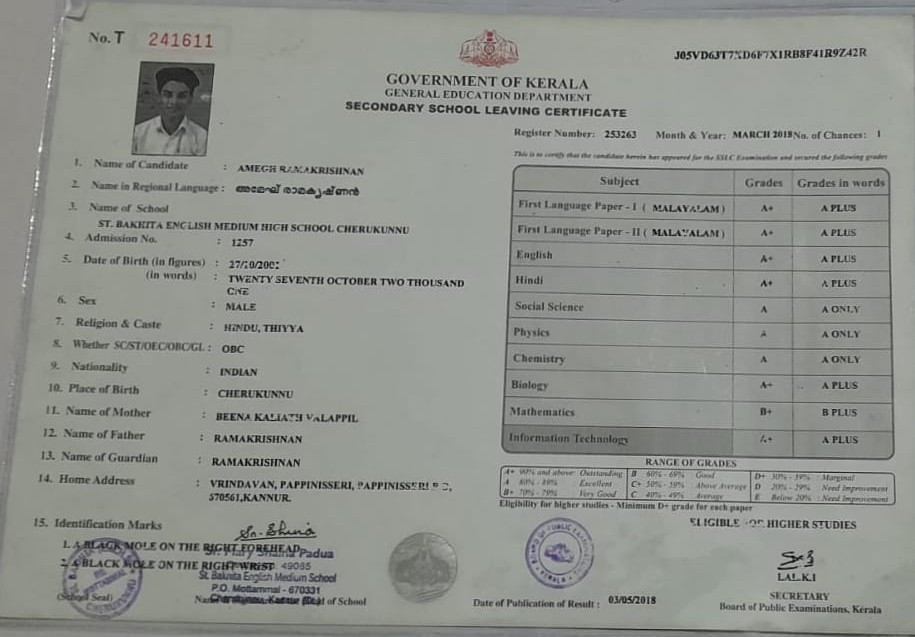 No. T 241611
J05VD6JT7XD6F7X1RB8F41R9Z42R
GOVERNMENT OF KERALA
GENERAL EDUCATION DEPARTMENT
SECONDARY SCHOOL LEAVING CERTIFICATE
Register Number: 253263 Month & Year: MARCH 2018 No. of Chances: 1
This is to certify that the candidate herein has appeared for the SSLC Examination and secured the following grades
1. Name of Candidate : AMEGH RAMAKRISHNAN
2. Name in Regional Language : അമേഘ് രാമകൃഷ്ണൻ
3. Name of School
ST. BAKHITA ENGLISH MEDIUM HIGH SCHOOL CHERUKUNNU
4. Admission No. : 1257
5. Date of Birth (in figures) : 27/10/2001
(in words) : TWENTY SEVENTH OCTOBER TWO THOUSAND
ONE
6. Sex : MALE
7. Religion & Caste : HINDU, THIYYA
8. Whether SC/ST/OEC/OBC/GL : OBC
9. Nationality : INDIAN
10. Place of Birth : CHERUKUNNU
11. Name of Mother : BEENA KALIATH VALAPPIL
12. Name of Father : RAMAKRISHNAN
13. Name of Guardian : RAMAKRISHNAN
14. Home Address : VRINDAVAN, PAPPINISSERI, PAPPINISSERI P.O,
570561,KANNUR.
15. Identification Marks
1. A BLACK MOLE ON THE RIGHT FOREHEAD
2. A BLACK MOLE ON THE RIGHT WRIST
Padua
49065
St. Bakhita English Medium School
P.O. Mottammal - 670331
Cherukunnu, Kannur (Dist)
(School Seal) of School
Subject Grades Grades in words
First Language Paper - I ( MALAYALAM) A+ A PLUS
First Language Paper - II ( MALAYALAM) A+ A PLUS
English A+ A PLUS
Hindi A+ A PLUS
Social Science A A ONLY
Physics A A ONLY
Chemistry A A ONLY
Biology A+ A PLUS
Mathematics B+ B PLUS
Information Technology A+ A PLUS
RANGE OF GRADES
A+ 90% and above: Outstanding B 60% - 69% : Good D+ 30% - 39% : Marginal
A 80% - 89% : Excellent C+ 50% - 59% : Above Average D 20% - 29% : Need Improvement
B+ 70% - 79% : Very Good C 40% - 49% : Average E Below 20% : Need Improvement
Eligibility for higher studies - Minimum D+ grade for each paper
ELIGIBLE FOR HIGHER STUDIES
BOARD OF PUBLIC EXAMINATIONS
KERALA
LAL.K.I
SECRETARY
Board of Public Examinations, Kerala
Date of Publication of Result : 03/05/2018